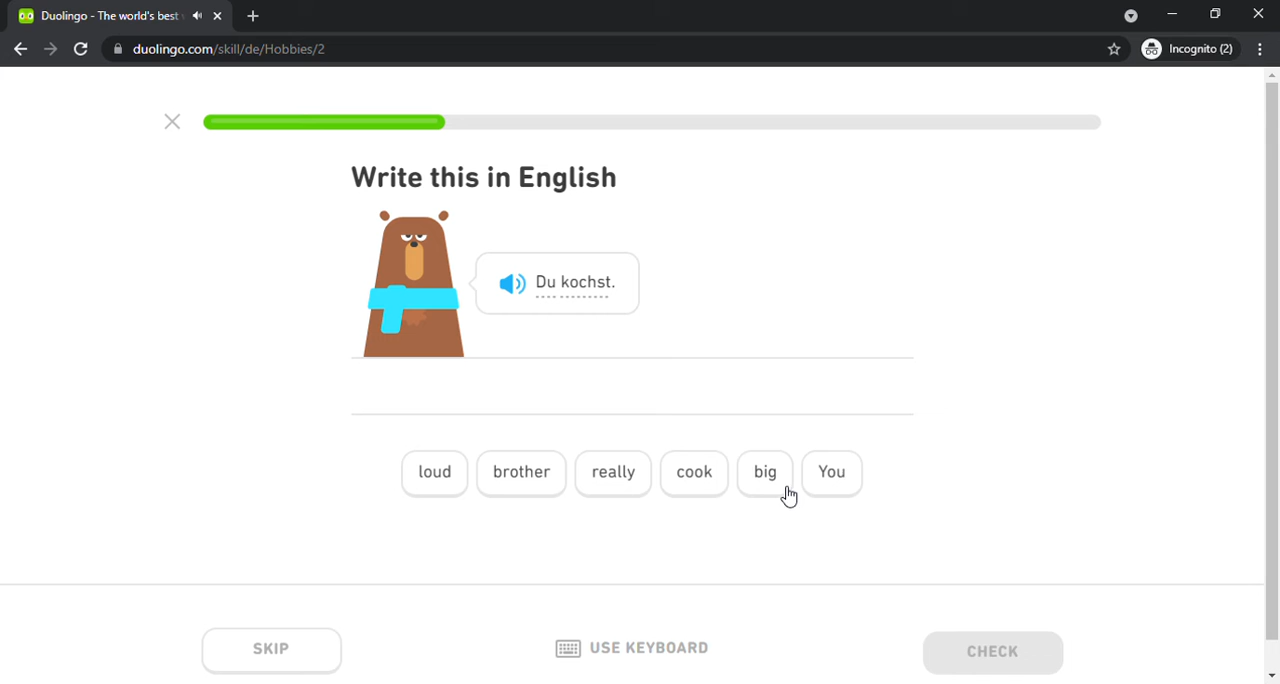 Duolingo - The world's best
duolingo.com/skill/de/Hobbies/2
Incognito (2)
Write this in English
Du kochst.
loud brother really cook big You
SKIP USE KEYBOARD CHECK